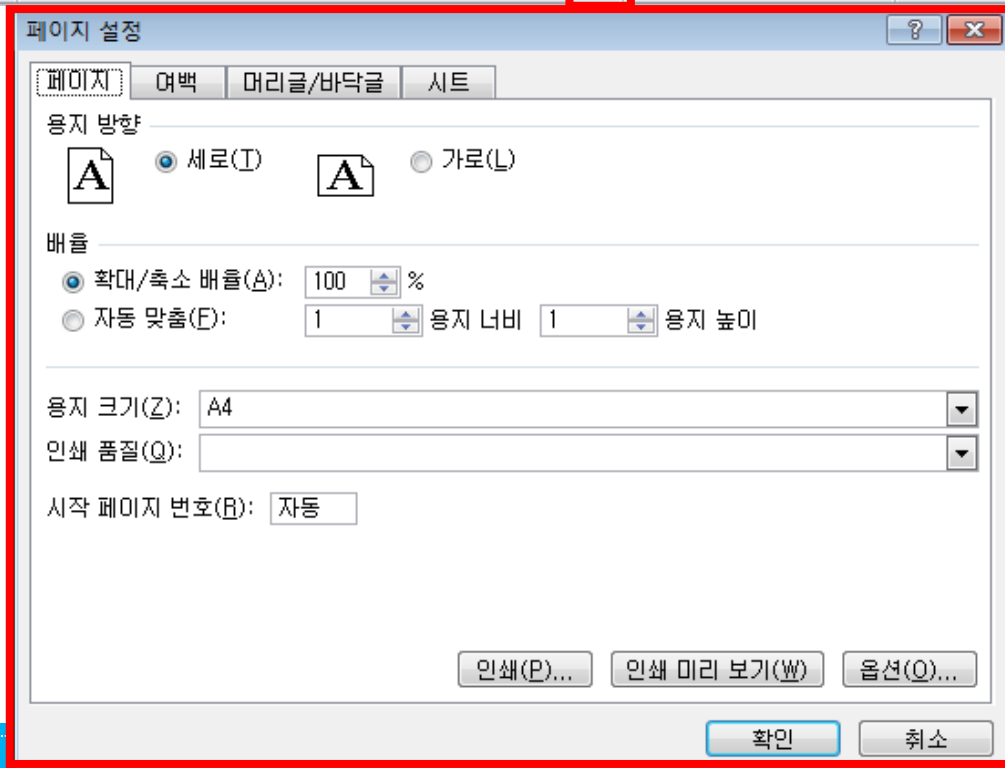 페이지 설정
페이지 여백 머리글/바닥글 시트
용지 방향
A 세로(T) A 가로(L)
배율
확대/축소 배율(A): 100 %
자동 맞춤(F): 1 용지 너비 1 용지 높이
용지 크기(Z): A4
인쇄 품질(Q):
시작 페이지 번호(R): 자동
인쇄(P)... 인쇄 미리 보기(W) 옵션(O)...
확인 취소